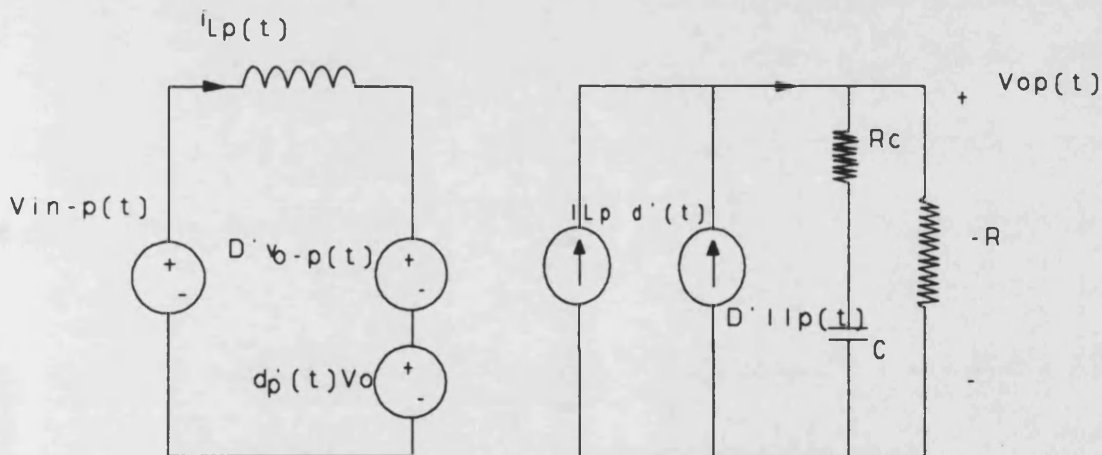 iLp(t)
Vin-p(t)
+
-
D' vo-p(t)
+
-
dp'(t)Vo
+
-
ILp d'(t)
D' Ilp(t)
Rc
C
-R
+
Vop(t)
-